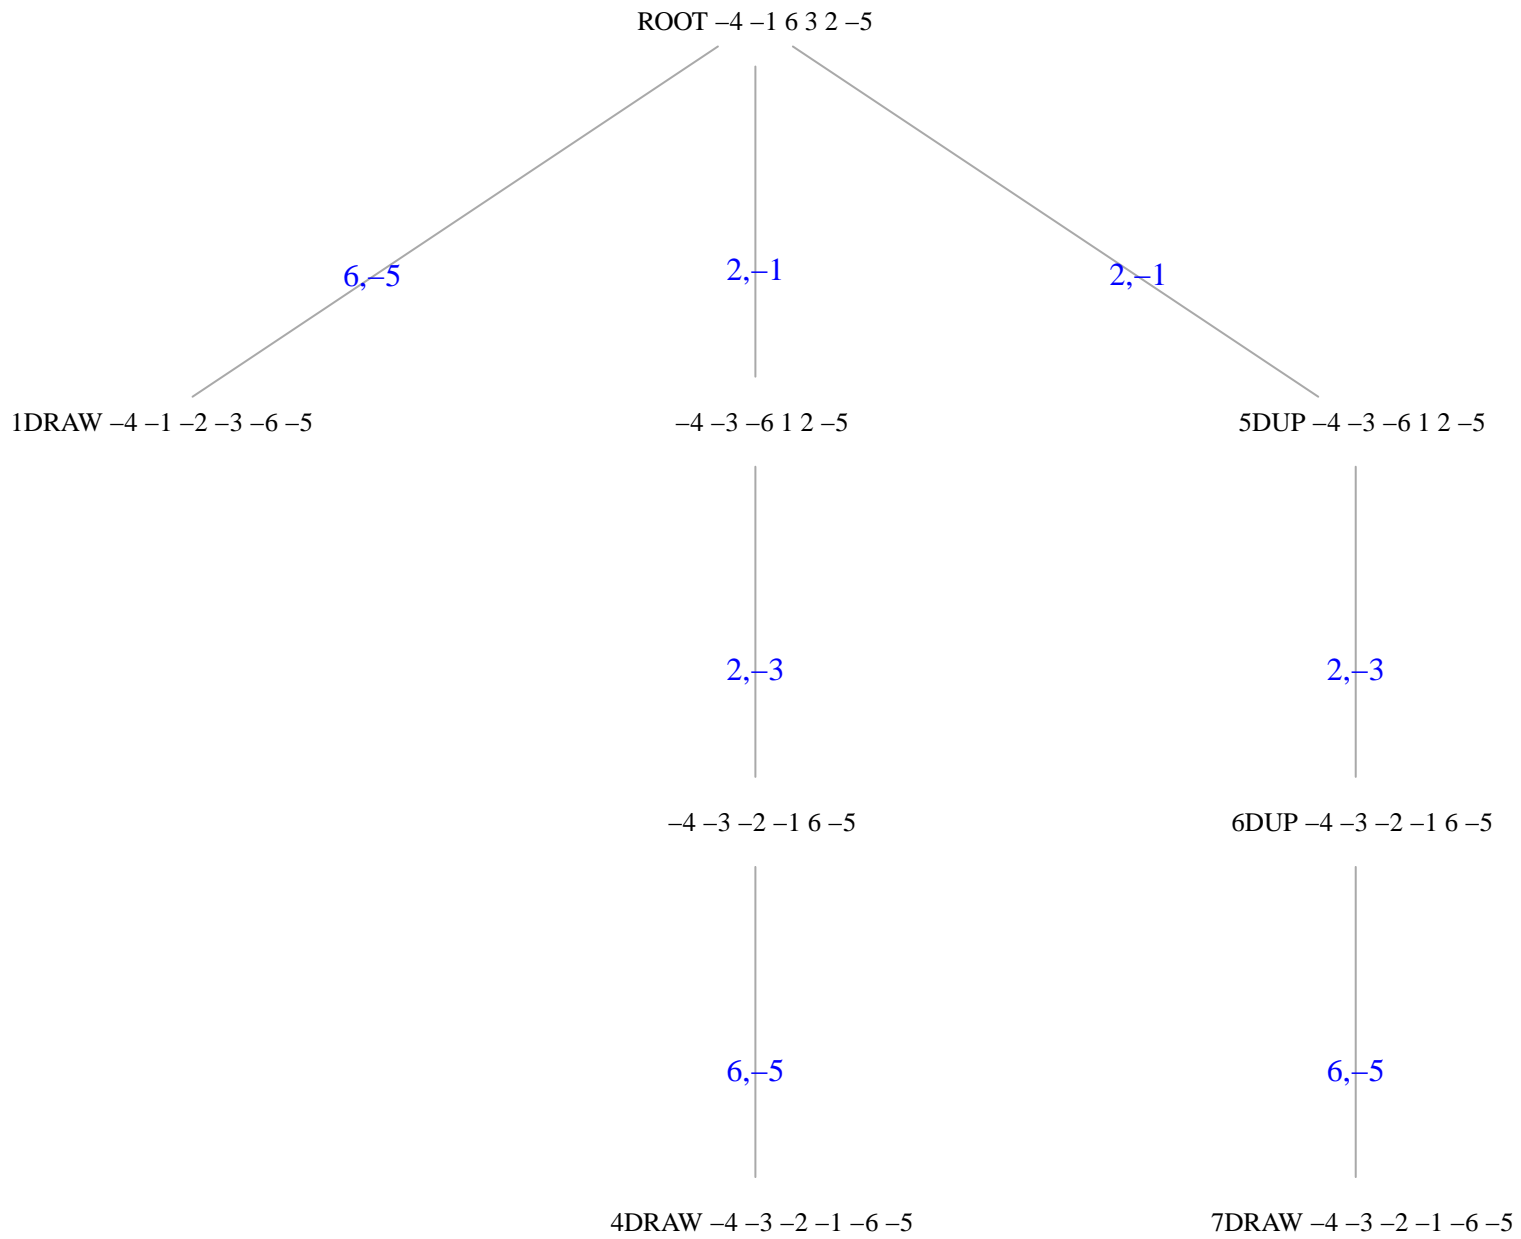 ROOT –4 –1 6 3 2 –5
6,–5
2,–1
2,–1
1DRAW –4 –1 –2 –3 –6 –5
–4 –3 –6 1 2 –5
5DUP –4 –3 –6 1 2 –5
2,–3
2,–3
–4 –3 –2 –1 6 –5
6DUP –4 –3 –2 –1 6 –5
6,–5
6,–5
4DRAW –4 –3 –2 –1 –6 –5
7DRAW –4 –3 –2 –1 –6 –5